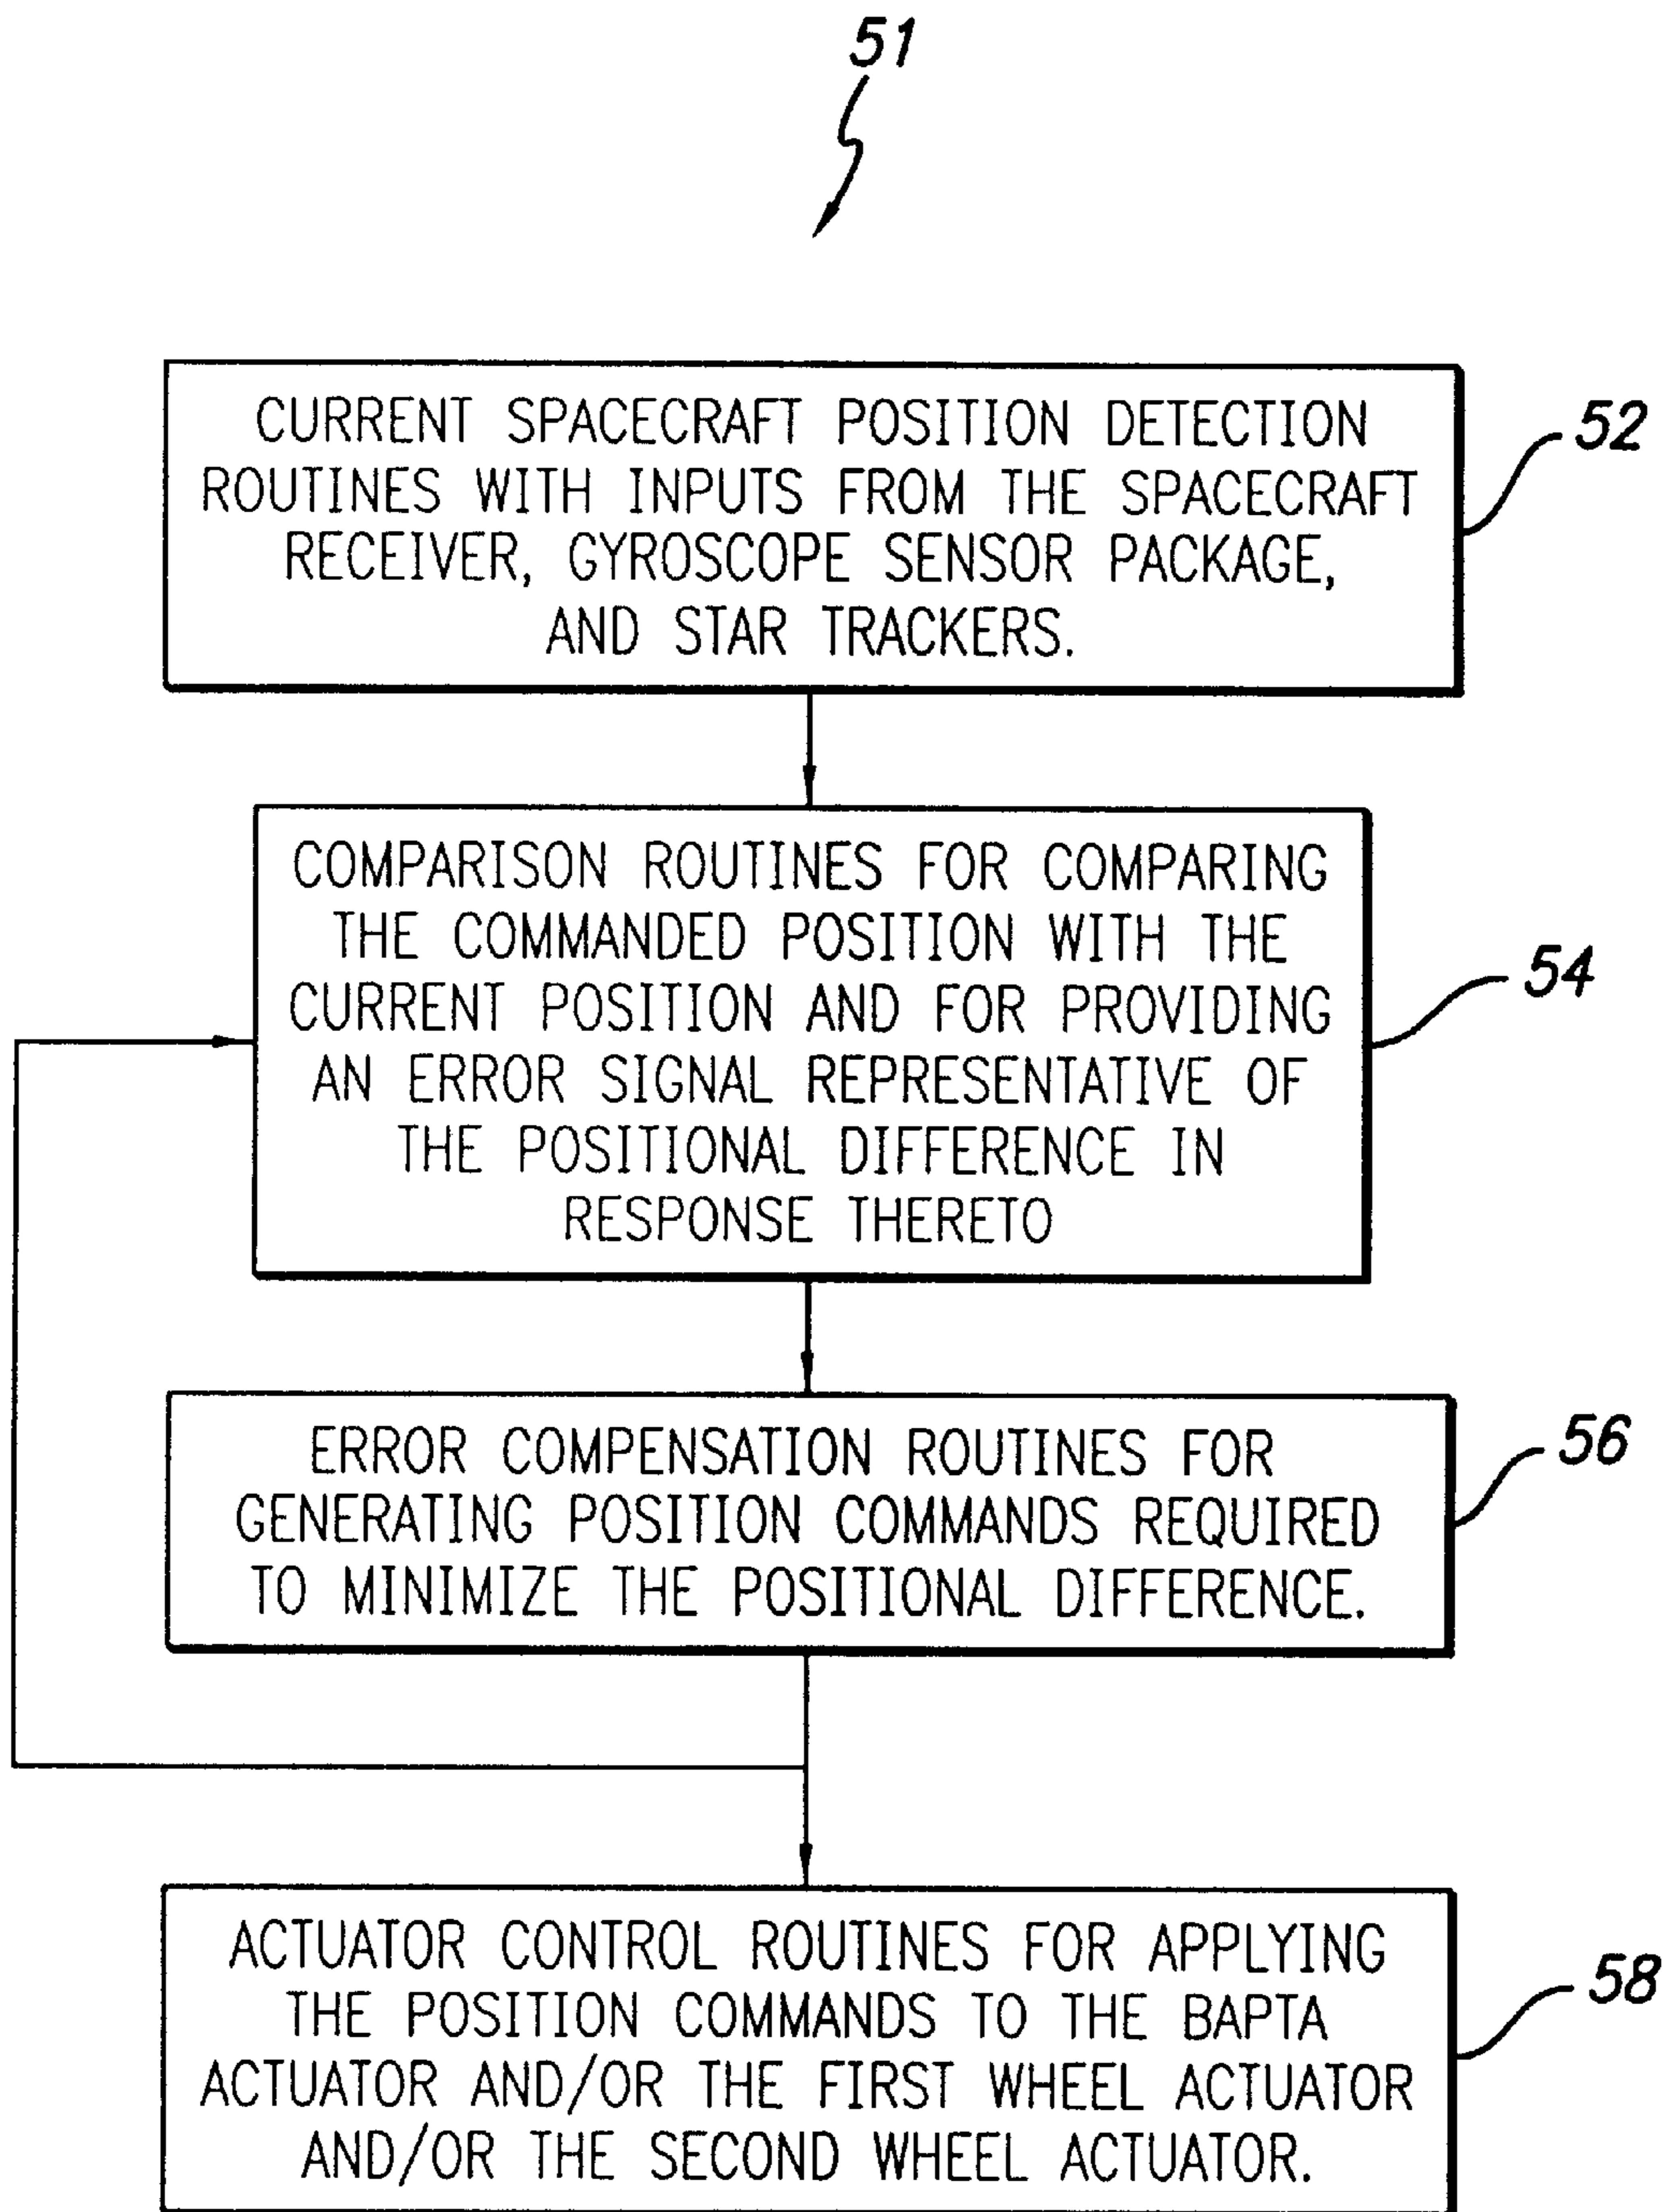 51
CURRENT SPACECRAFT POSITION DETECTION
ROUTINES WITH INPUTS FROM THE SPACECRAFT
RECEIVER, GYROSCOPE SENSOR PACKAGE,
AND STAR TRACKERS.
52
COMPARISON ROUTINES FOR COMPARING
THE COMMANDED POSITION WITH THE
CURRENT POSITION AND FOR PROVIDING
AN ERROR SIGNAL REPRESENTATIVE OF
THE POSITIONAL DIFFERENCE IN
RESPONSE THERETO
54
ERROR COMPENSATION ROUTINES FOR
GENERATING POSITION COMMANDS REQUIRED
TO MINIMIZE THE POSITIONAL DIFFERENCE.
56
ACTUATOR CONTROL ROUTINES FOR APPLYING
THE POSITION COMMANDS TO THE BAPTA
ACTUATOR AND/OR THE FIRST WHEEL ACTUATOR
AND/OR THE SECOND WHEEL ACTUATOR.
58